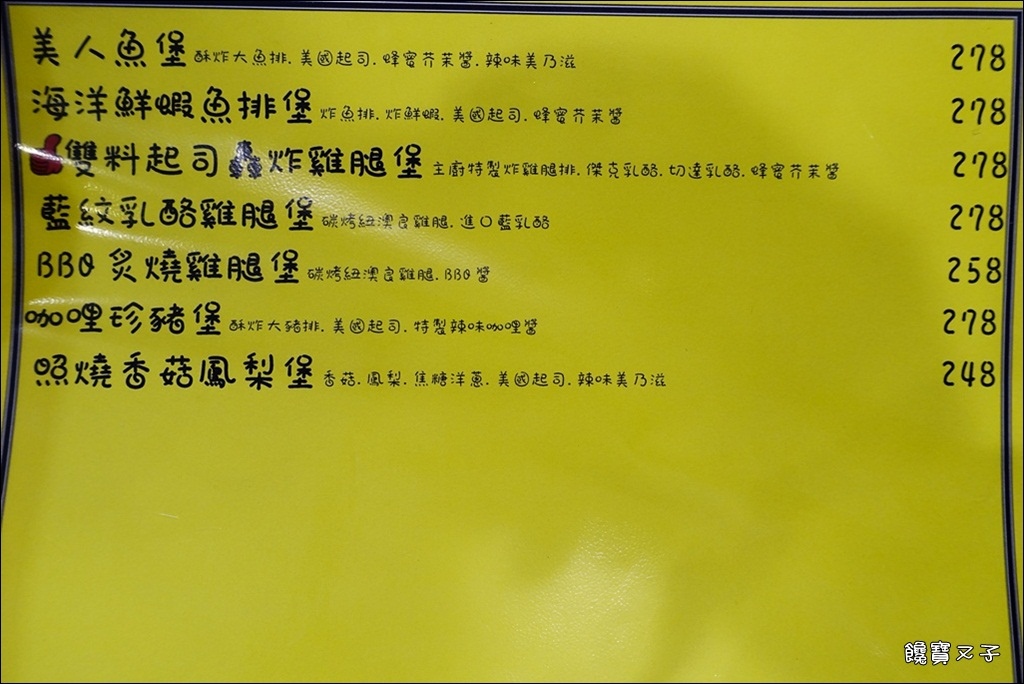 美人魚堡 酥炸大魚排.美國起司.蜂蜜芥茉醬.辣味美乃滋 278
海洋鮮蝦魚排堡 炸魚排.炸鮮蝦.美國起司.蜂蜜芥茉醬 278
雙料起司轟炸雞腿堡 主廚特製炸雞腿排.傑克乳酪.切達乳酪.蜂蜜芥茉醬 278
藍紋乳酪雞腿堡 碳烤紐澳良雞腿.進口藍乳酪 278
BBQ 炙燒雞腿堡 碳烤紐澳良雞腿.BBQ醬 258
咖哩珍豬堡 酥炸大豬排.美國起司.特製辣味咖哩醬 278
照燒香菇鳳梨堡 香菇.鳳梨.焦糖洋蔥.美國起司.辣味美乃滋 248
饞寶ㄡ子